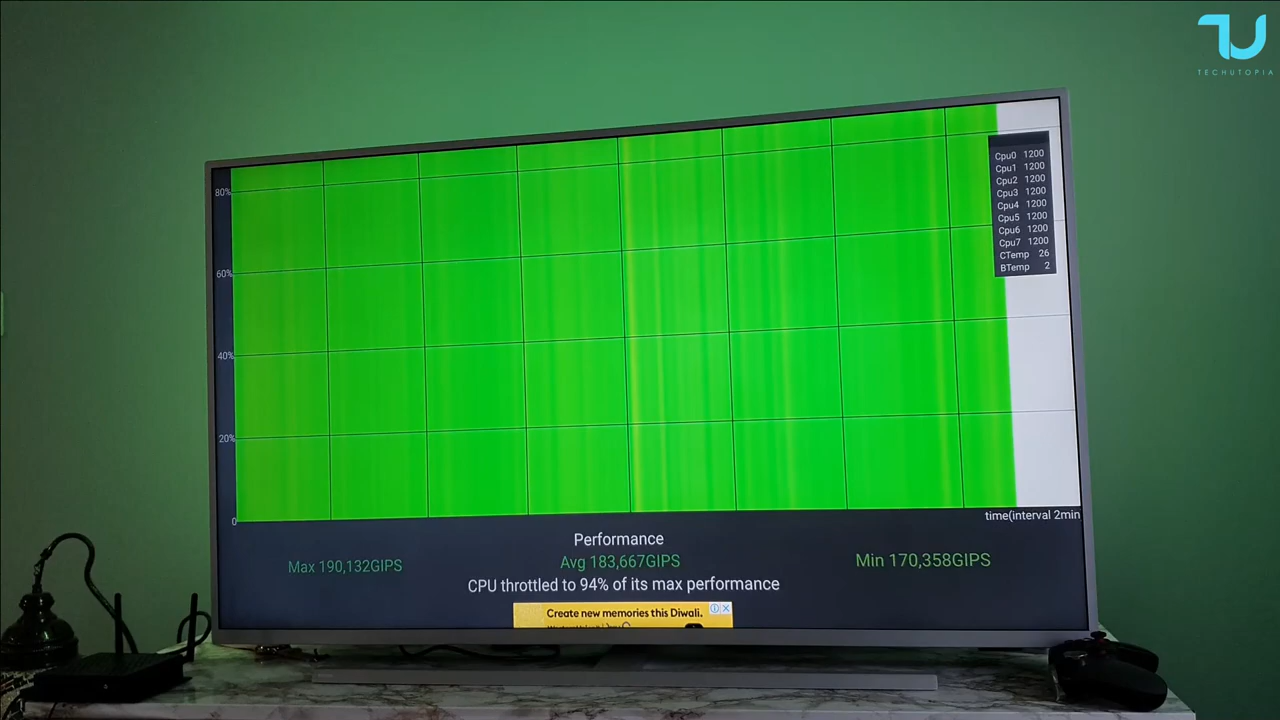 TU
TECHUTOPIA
80%
60%
40%
20%
0
Cpu0 1200
Cpu1 1200
Cpu2 1200
Cpu3 1200
Cpu4 1200
Cpu5 1200
Cpu6 1200
Cpu7 1200
CTemp 26
BTemp 2
time(interval 2min
Performance
Max 190,132GIPS
Avg 183,667GIPS
Min 170,358GIPS
CPU throttled to 94% of its max performance
Create new memories this Diwali.